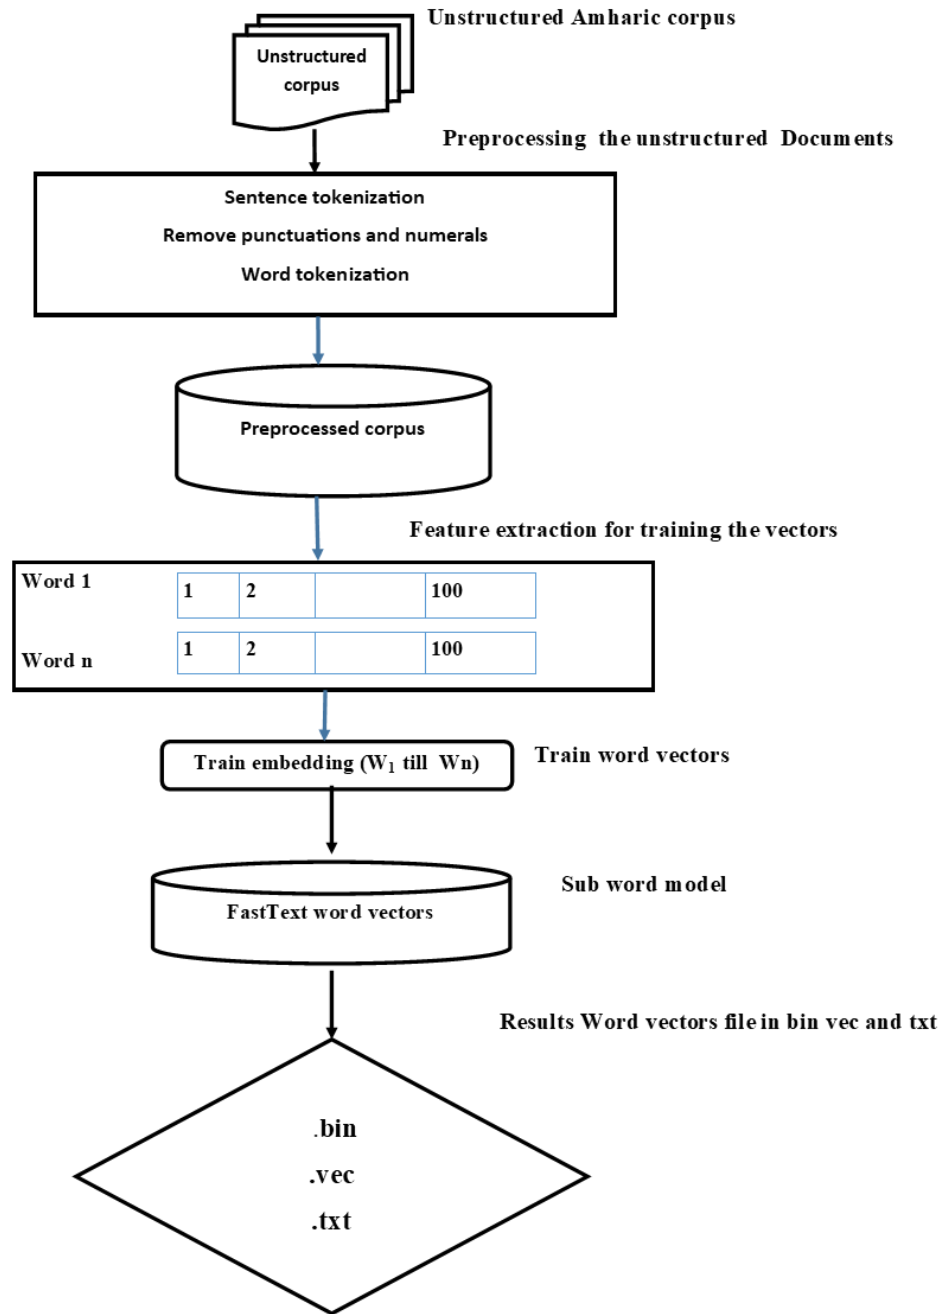 Unstructured Amharic corpus
Unstructured
corpus
Preprocessing the unstructured Documents
Sentence tokenization
Remove punctuations and numerals
Word tokenization
Preprocessed corpus
Feature extraction for training the vectors
Word 1 1 2 100
Word n 1 2 100
Train embedding (W₁ till Wn)
Train word vectors
Sub word model
FastText word vectors
Results Word vectors file in bin vec and txt
.bin
.vec
.txt